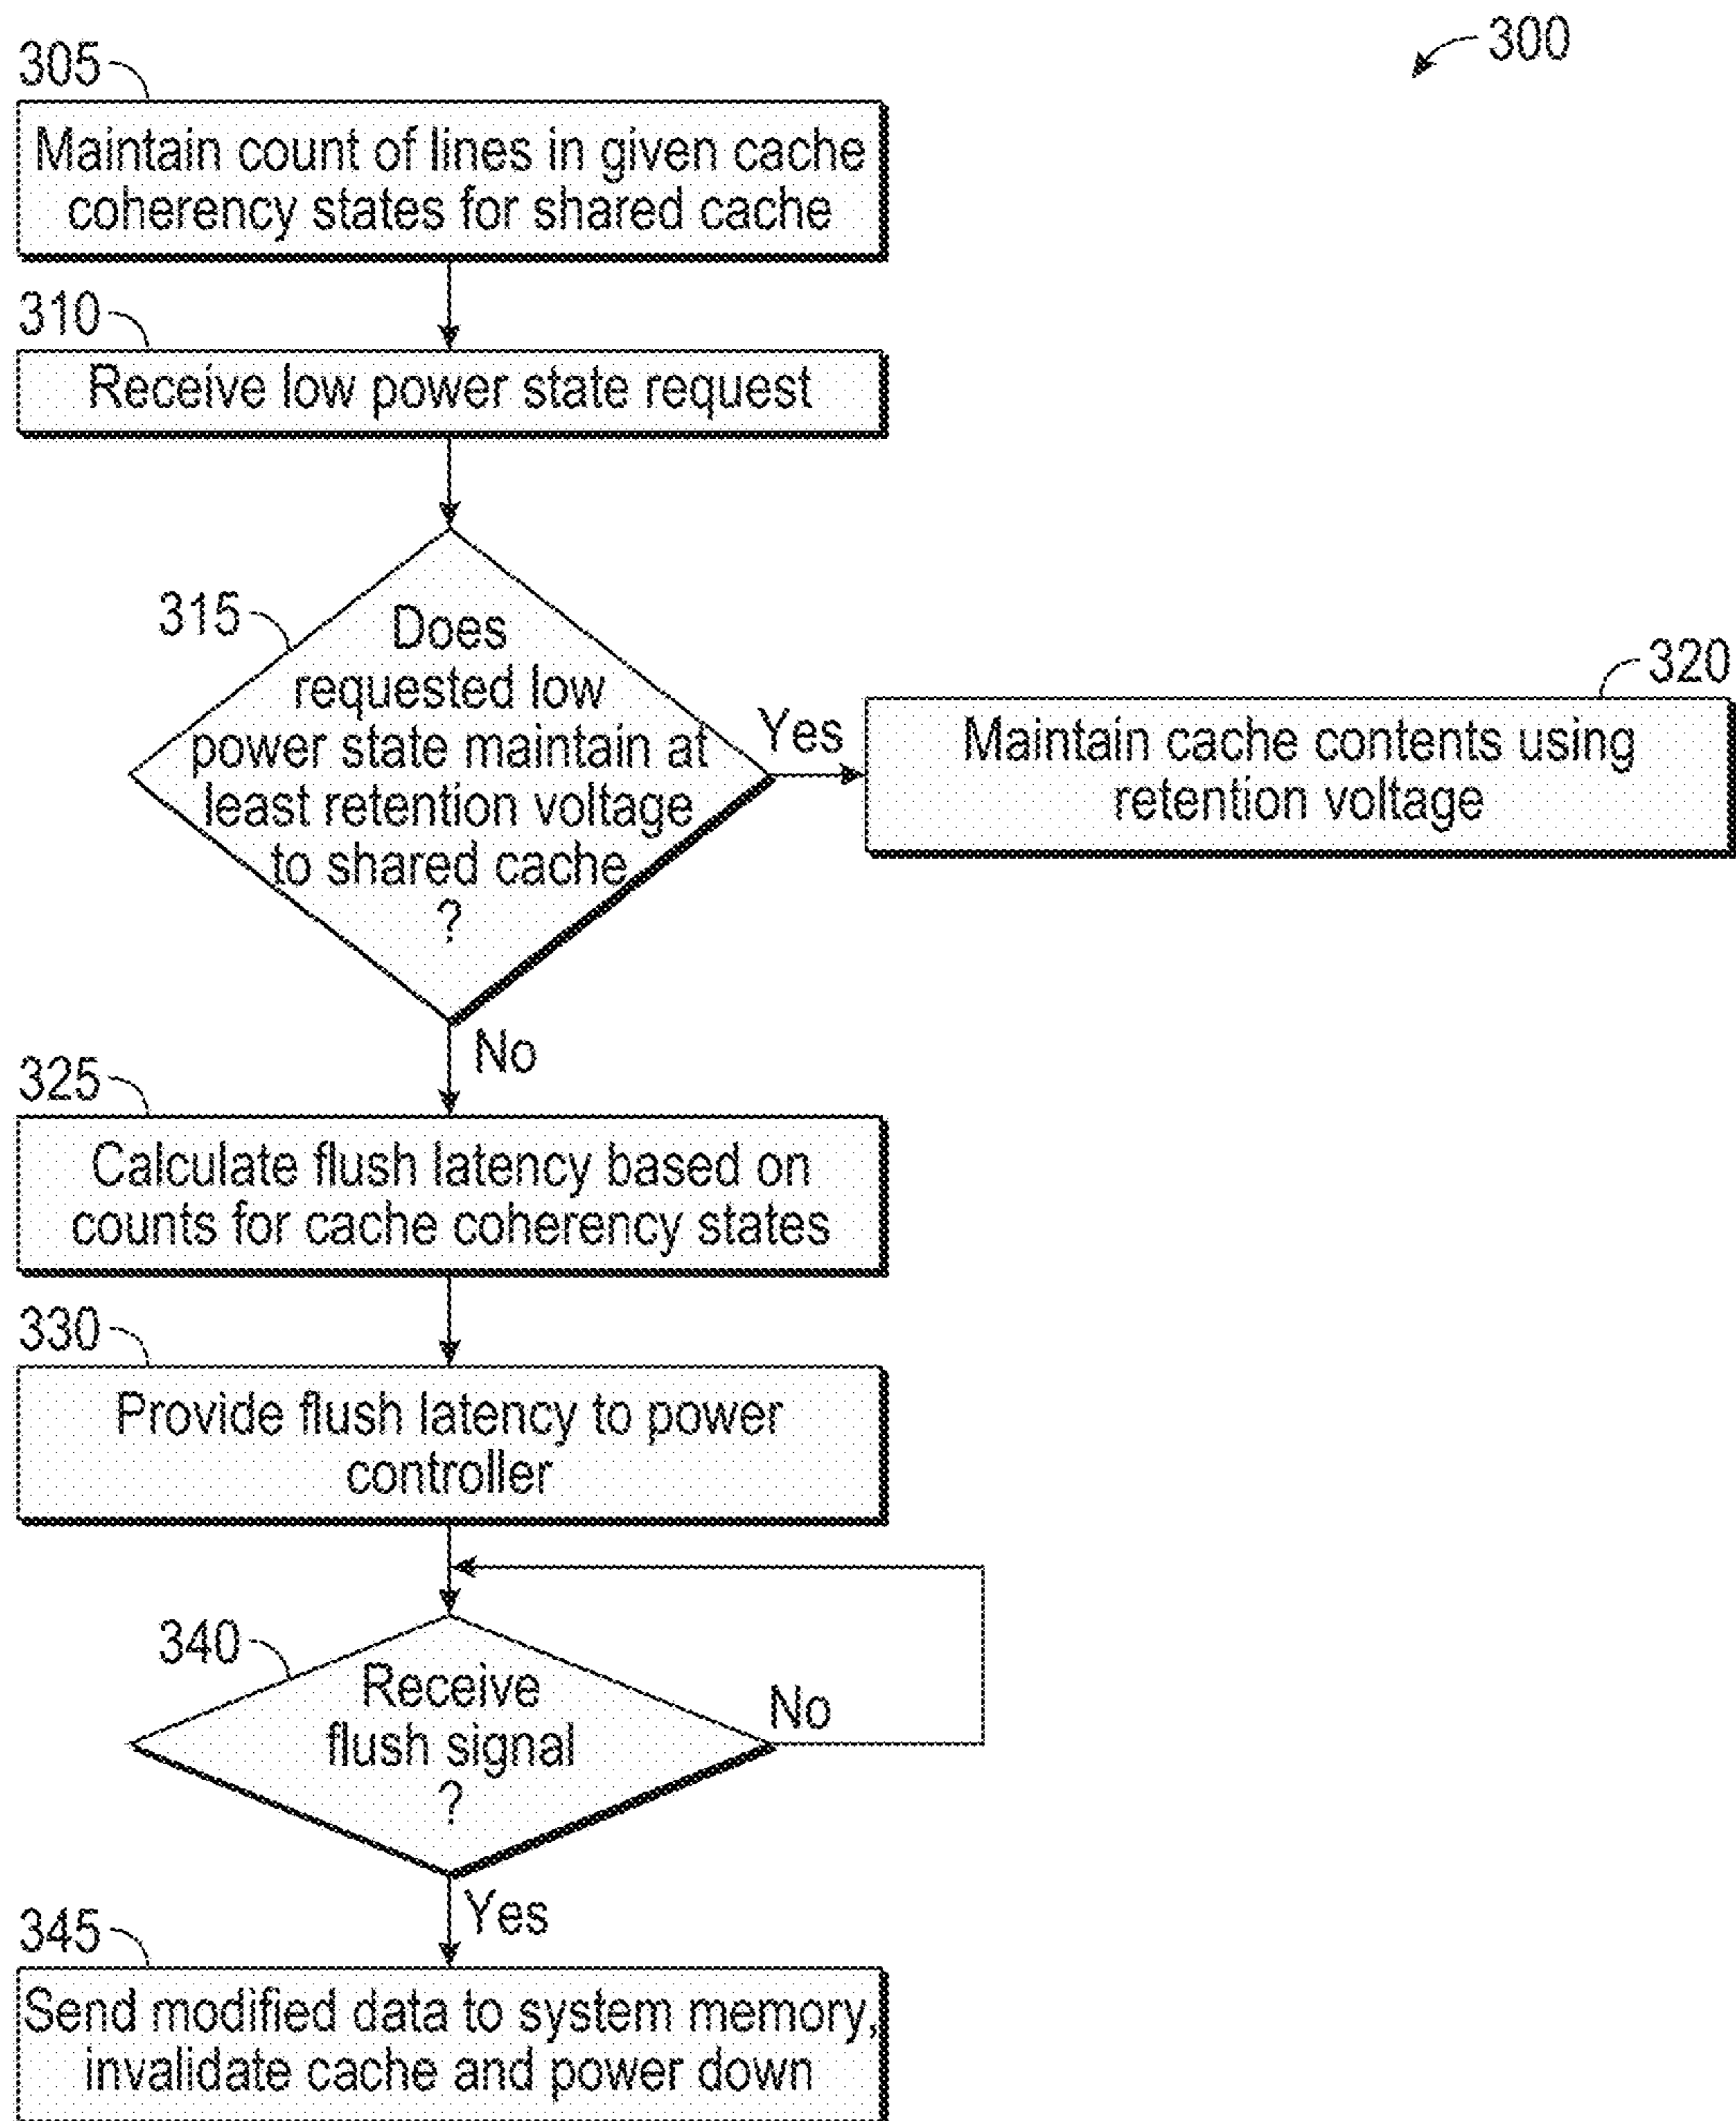 300
305
Maintain count of lines in given cache
coherency states for shared cache
310
Receive low power state request
315
Does
requested low
power state maintain at
least retention voltage
to shared cache
?
Yes
320
Maintain cache contents using
retention voltage
No
325
Calculate flush latency based on
counts for cache coherency states
330
Provide flush latency to power
controller
340
Receive
flush signal
?
No
Yes
345
Send modified data to system memory,
invalidate cache and power down